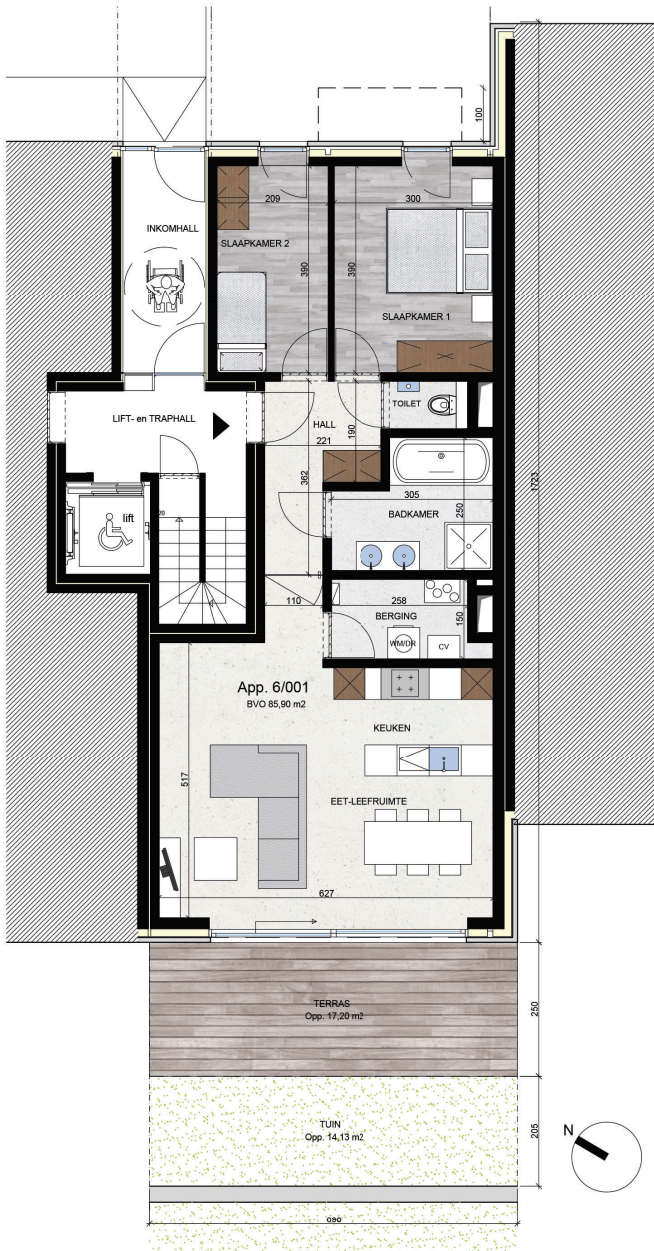 100
INKOMHALL
209
300
SLAAPKAMER 2
390
390
SLAAPKAMER 1
LIFT- en TRAPHALL
HALL
221
190
TOILET
362
lift
20
305
BADKAMER
250
1723
110
258
BERGING
150
WM/DR
CV
App. 6/001
BVO 85,90 m2
KEUKEN
517
EET-LEEFRUIMTE
627
TERRAS
Opp. 17,20 m2
250
TUIN
Opp. 14,13 m2
205
N